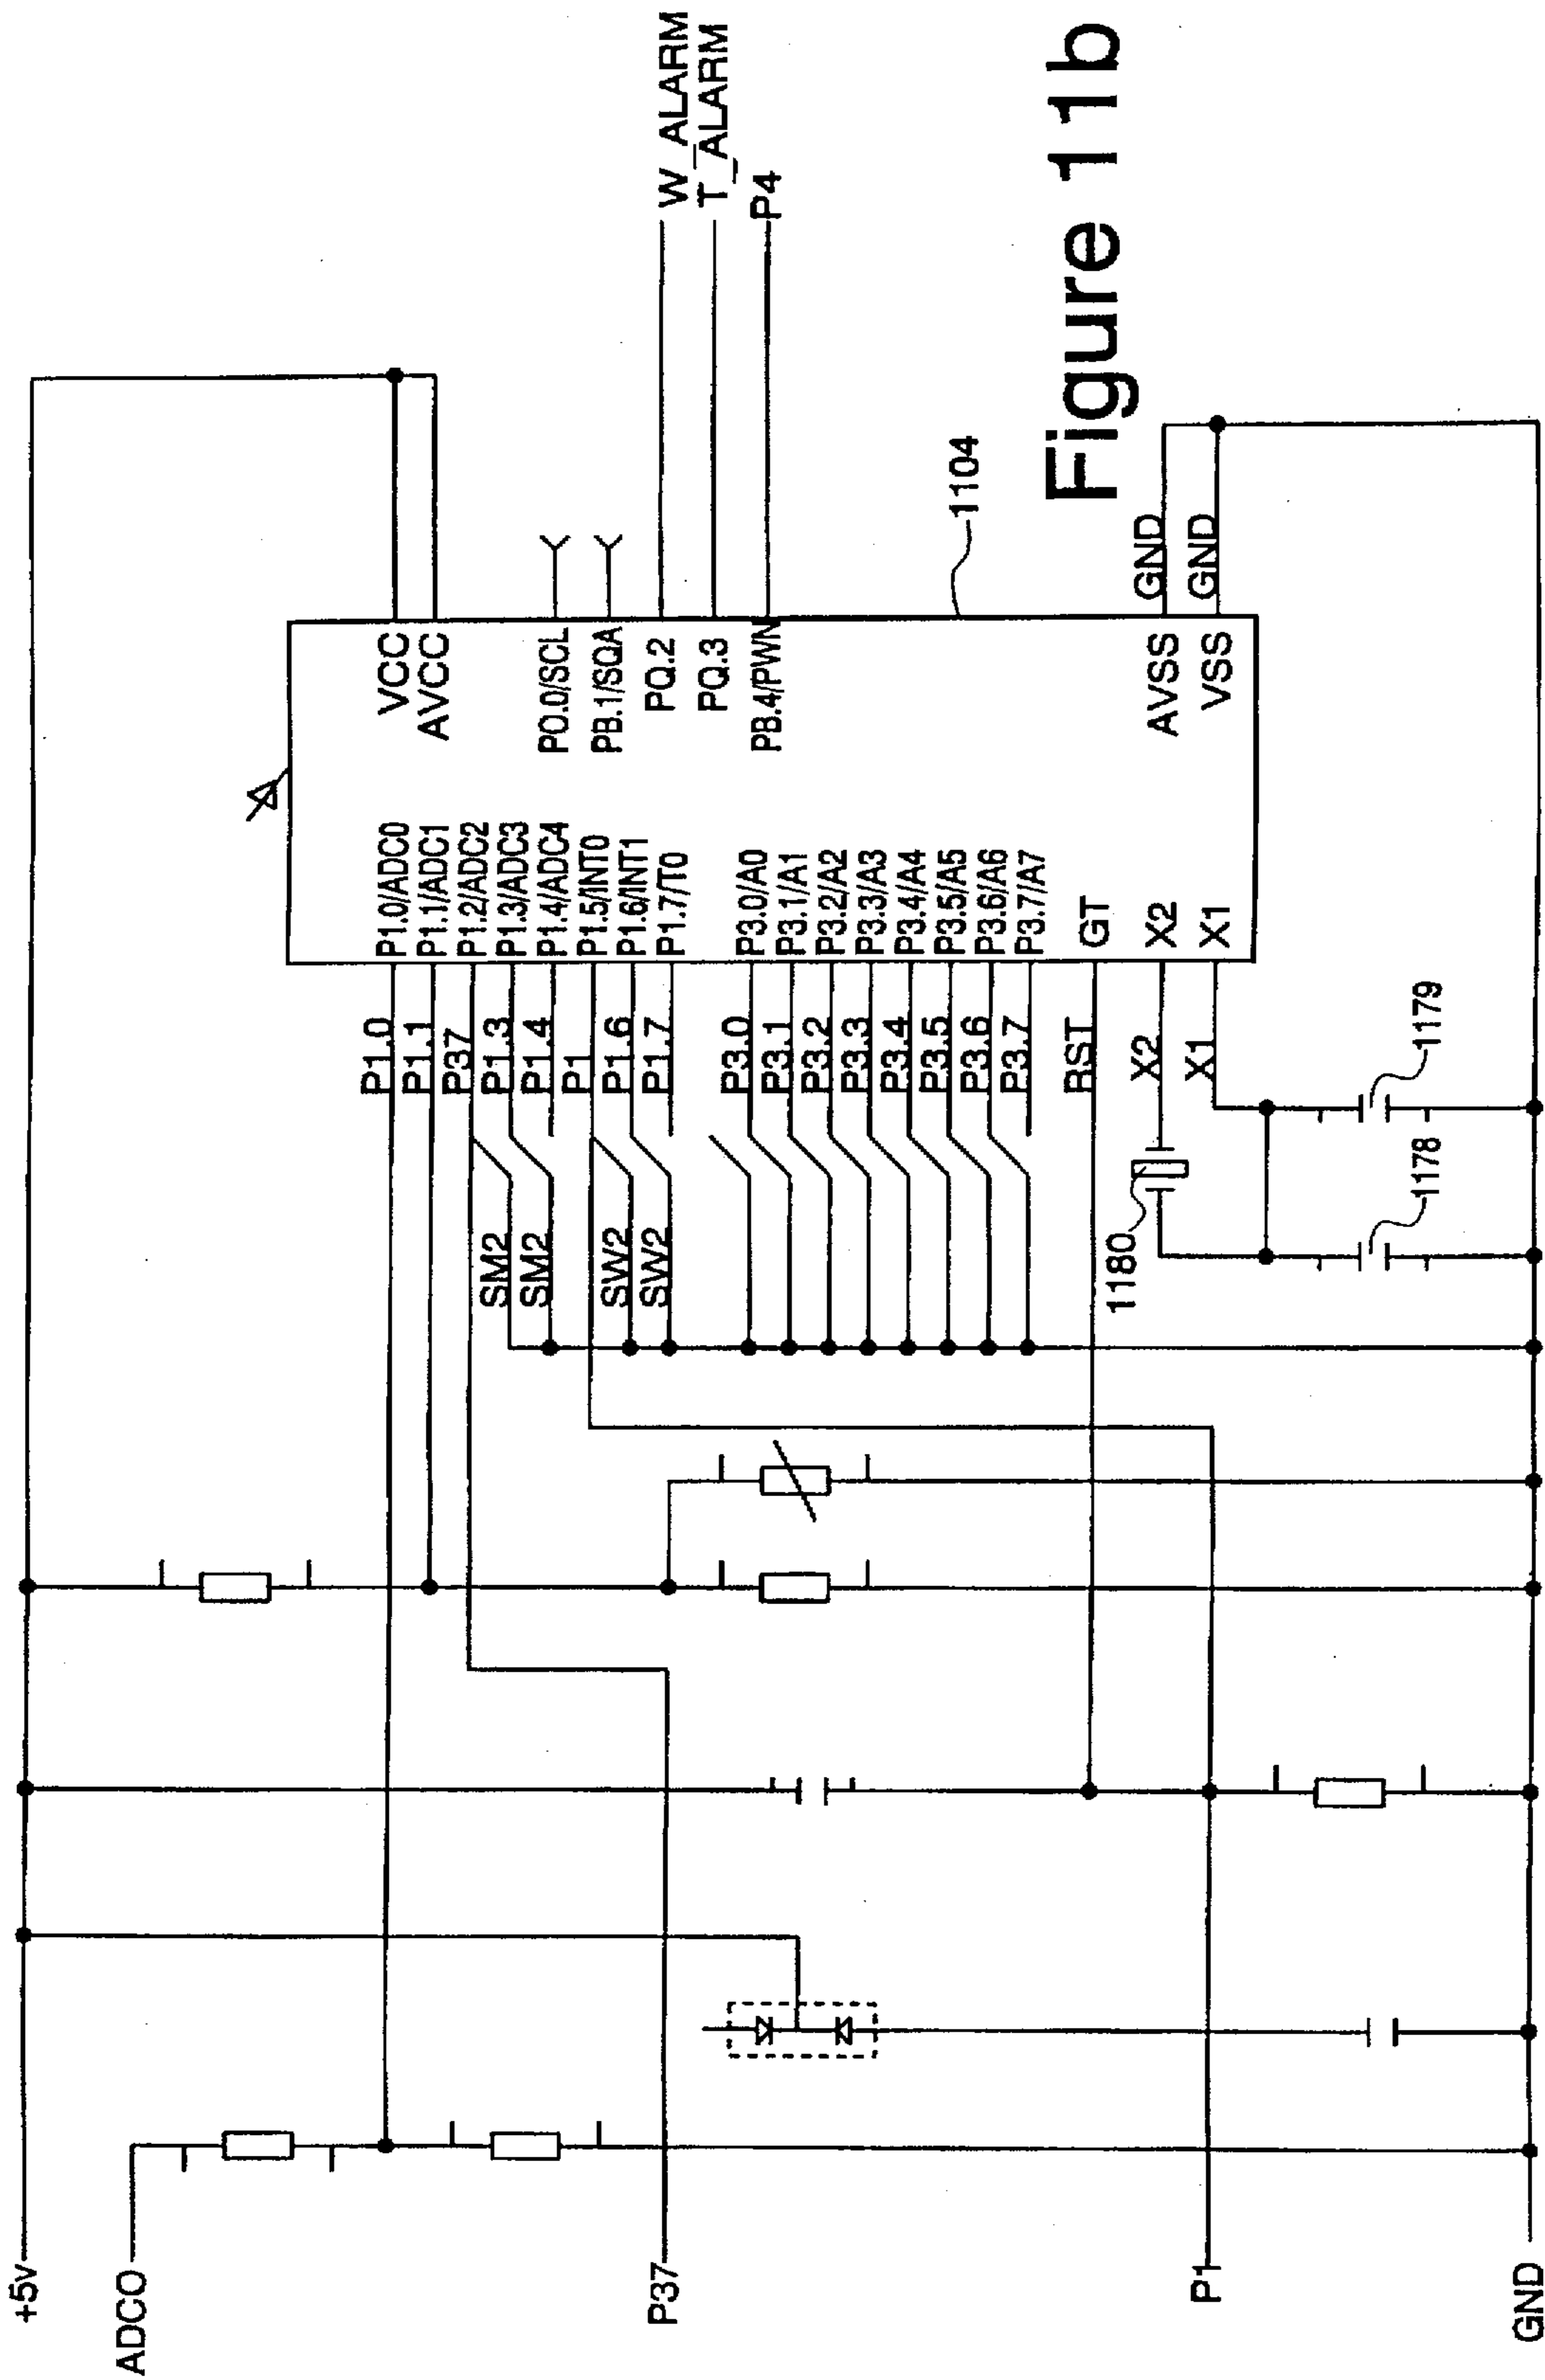 +5v
ADCO
P37
P1
GND
P1.0
P1.1
P37
P1.3
P1.4
P1
P1.6
P1.7
SM2
SM2
SW2
SW2
P3.0
P3.1
P3.2
P3.3
P3.4
P3.5
P3.6
P3.7
RST
X2
X1
1180
1178
1179
P1.0/ADC0
P1.1/ADC1
P1.2/ADC2
P1.3/ADC3
P1.4/ADC4
P1.5/INT0
P1.6/INT1
P1.7/T0
P3.0/A0
P3.1/A1
P3.2/A2
P3.3/A3
P3.4/A4
P3.5/A5
P3.6/A6
P3.7/A7
GT
X2
X1
VCC
AVCC
PO.0/SCL
PB.1/SQA
PQ.2
PQ.3
PB.4/PWN
AVSS
VSS
GND
GND
1104
W_ALARM
T_ALARM
P4
Figure 11b